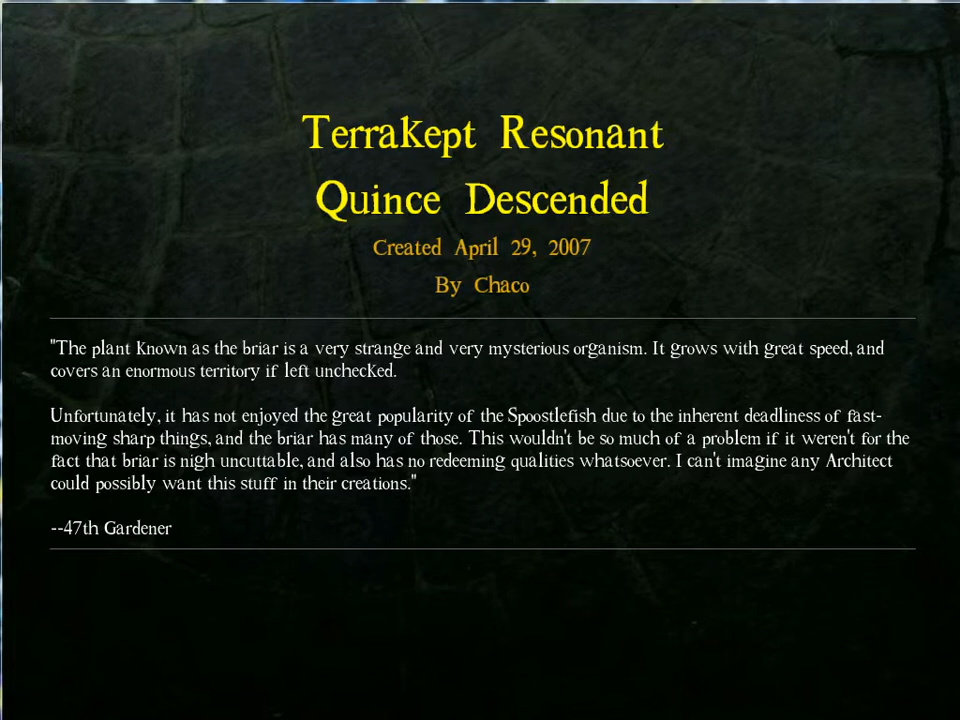 Terrakept Resonant
Quince Descended
Created April 29, 2007
By Chaco
"The plant known as the briar is a very strange and very mysterious organism. It grows with great speed, and
covers an enormous territory if left unchecked.
Unfortunately, it has not enjoyed the great popularity of the Spoostlefish due to the inherent deadliness of fast-
moving sharp things, and the briar has many of those. This wouldn't be so much of a problem if it weren't for the
fact that briar is nigh uncuttable, and also has no redeeming qualities whatsoever. I can't imagine any Architect
could possibly want this stuff in their creations."
--47th Gardener